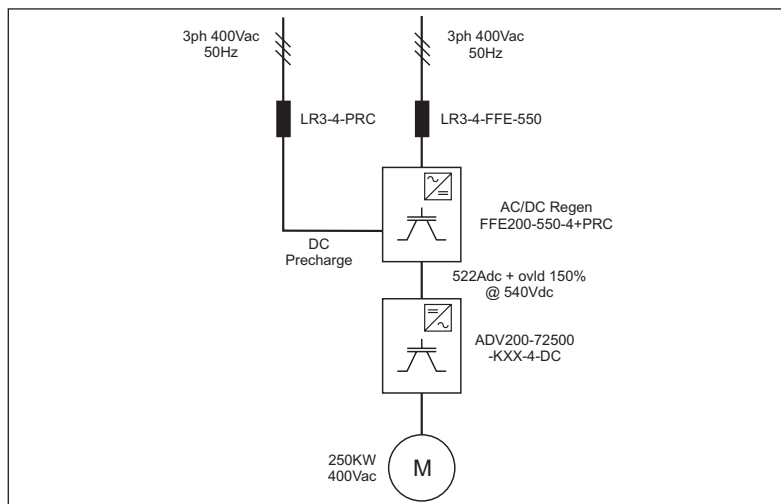 3ph 400Vac
50Hz
3ph 400Vac
50Hz
LR3-4-PRC
LR3-4-FFE-550
AC/DC Regen
FFE200-550-4+PRC
DC
Precharge
522Adc + ovld 150%
@ 540Vdc
ADV200-72500
-KXX-4-DC
250KW
400Vac
M